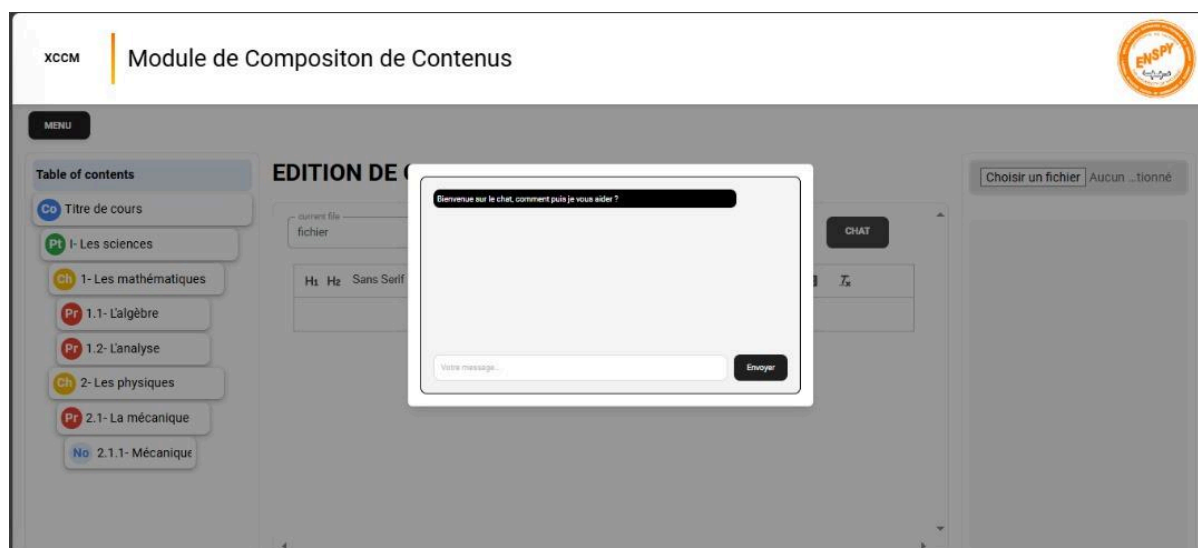 XCCM
Module de Compositon de Contenus
ENSPY
MENU
Table of contents
Co Titre de cours
Pt I- Les sciences
Ch 1- Les mathématiques
Pr 1.1- L'algèbre
Pr 1.2- L'analyse
Ch 2- Les physiques
Pr 2.1- La mécanique
No 2.1.1- Mécanique
EDITION DE
current file
fichier
CHAT
H1 H2 Sans Serif
Bienvenue sur le chat, comment puis je vous aider ?
Votre message...
Envoyer
Choisir un fichier Aucun ...tionné